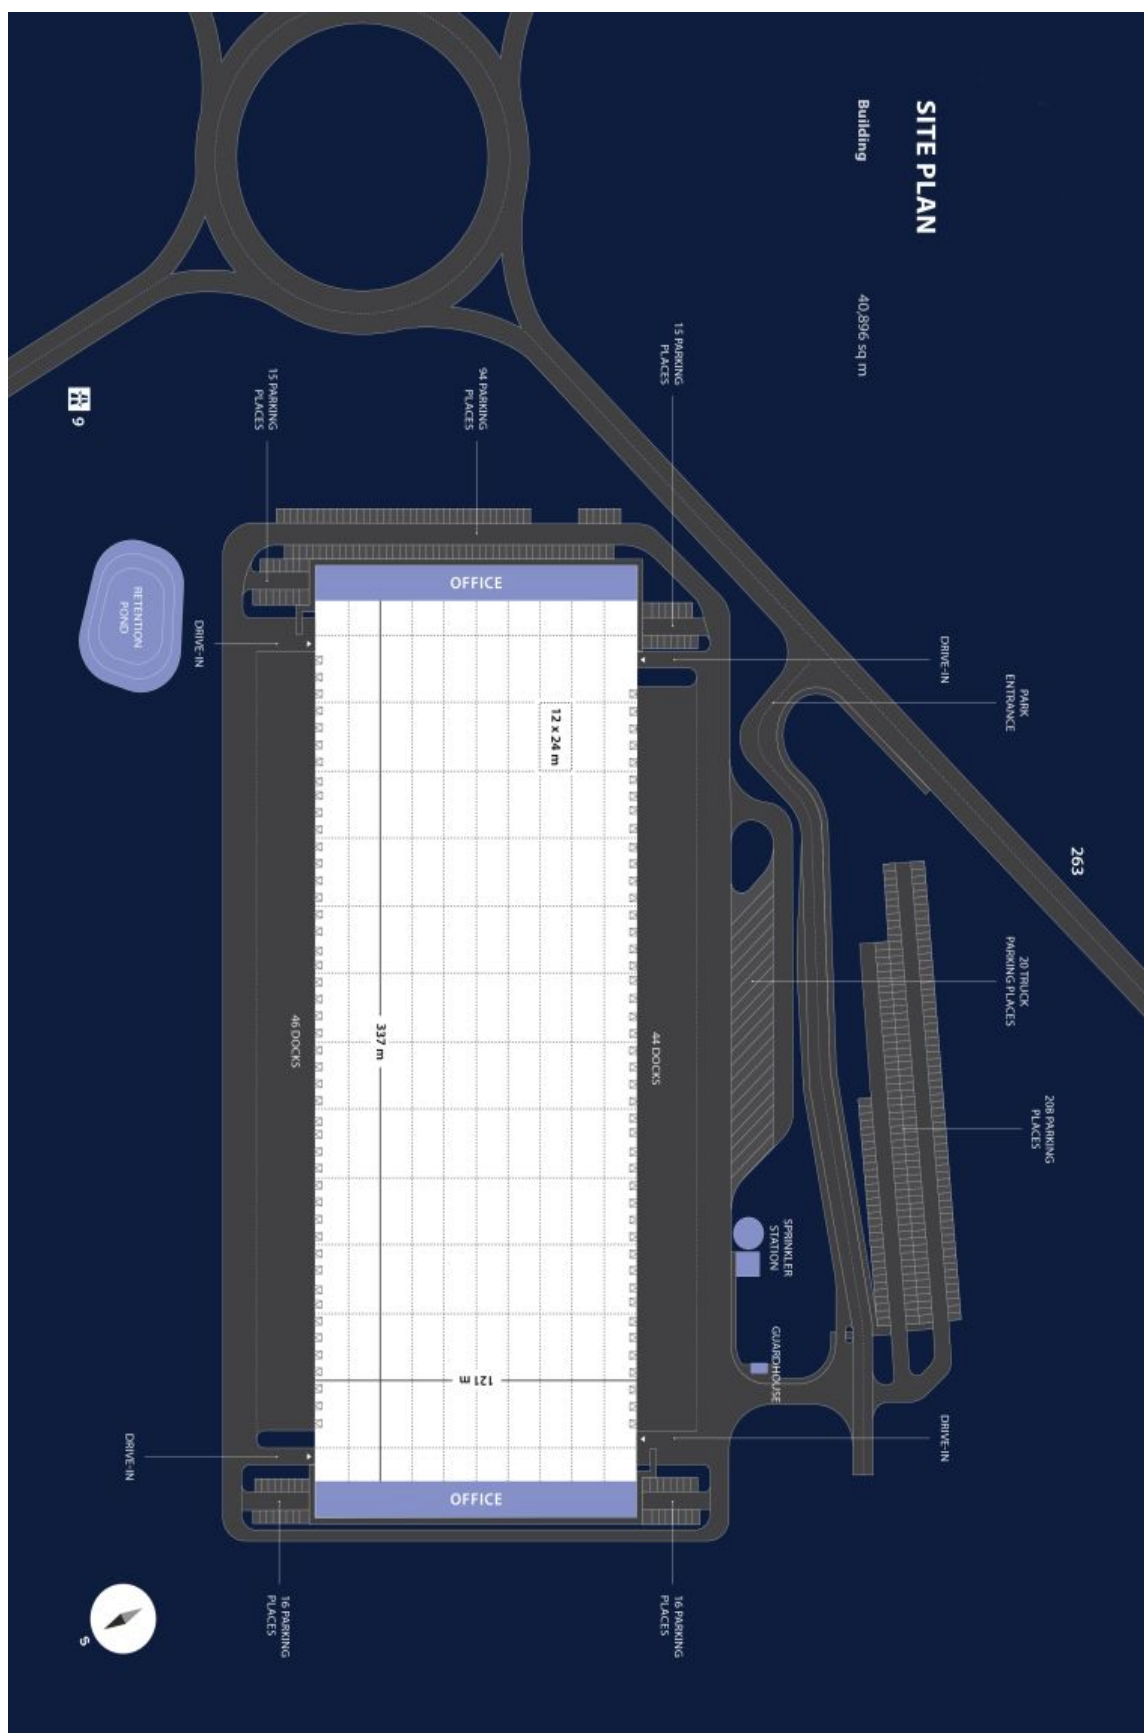 SITE PLAN
Building 40,896 sq m
263
208 PARKING
PLACES
PARK
ENTRANCE
20 TRUCK
PARKING PLACES
DRIVE-IN
DRIVE-IN
SPRINKLER
STATION
GUARDHOUSE
15 PARKING
PLACES
16 PARKING
PLACES
44 DOCKS
12 x 24 m
OFFICE
OFFICE
94 PARKING
PLACES
121 m
337 m
46 DOCKS
15 PARKING
PLACES
16 PARKING
PLACES
DRIVE-IN
DRIVE-IN
RETENTION
POND
9
S